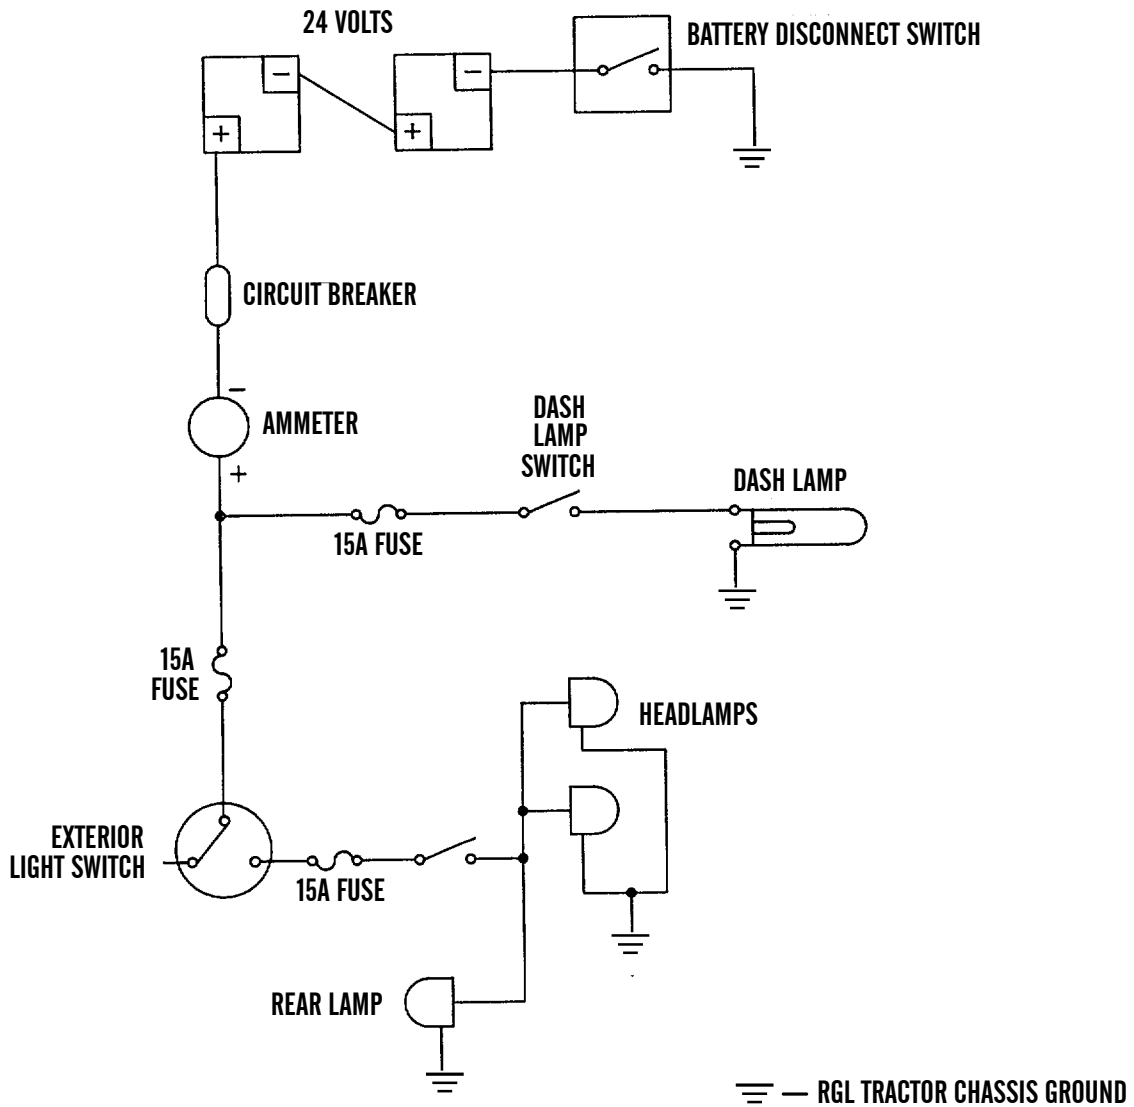 24 VOLTS
BATTERY DISCONNECT SWITCH
−
−
+
+
CIRCUIT BREAKER
−
AMMETER
+
DASH
LAMP
SWITCH
DASH LAMP
15A FUSE
15A
FUSE
HEADLAMPS
EXTERIOR
LIGHT SWITCH
15A FUSE
REAR LAMP
— RGL TRACTOR CHASSIS GROUND